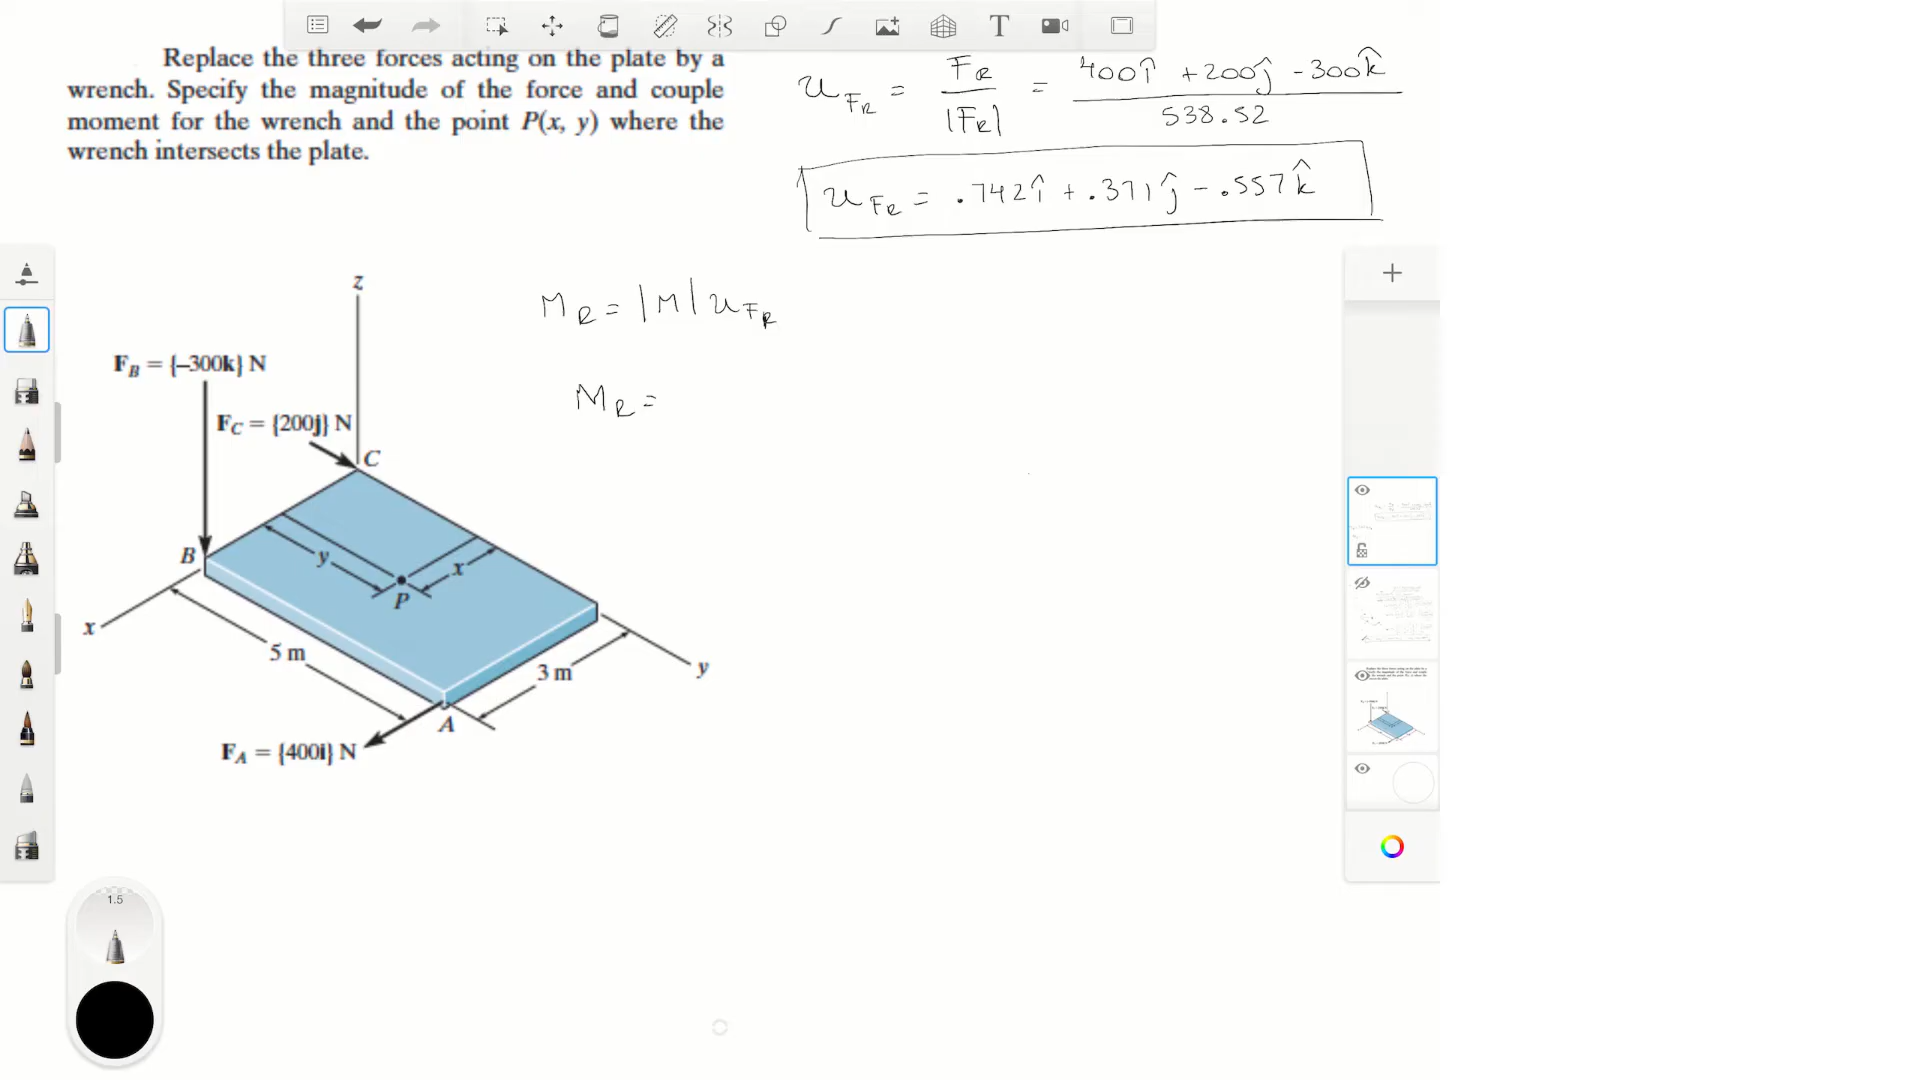 Replace the three forces acting on the plate by a
wrench. Specify the magnitude of the force and couple
moment for the wrench and the point P(x, y) where the
wrench intersects the plate.
u_FR = FR / |FR| = 400î + 200ĵ - 300k̂ / 538.52
u_FR = .742î + .371ĵ - .557k̂
M_R = |M| u_FR
M_R =
z
F_B = {–300k} N
F_C = {200j} N
C
B
y
x
P
x
5 m
3 m
y
A
F_A = {400i} N
T
1.5